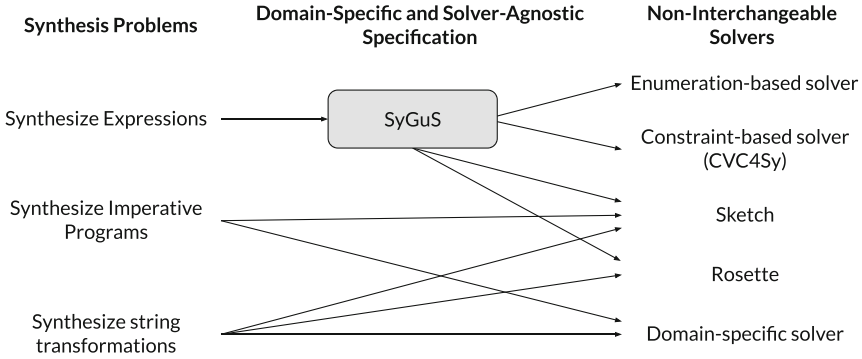 Synthesis Problems
Domain-Specific and Solver-Agnostic
Specification
Non-Interchangeable
Solvers
Synthesize Expressions
SyGuS
Enumeration-based solver
Constraint-based solver
(CVC4Sy)
Synthesize Imperative
Programs
Sketch
Rosette
Synthesize string
transformations
Domain-specific solver